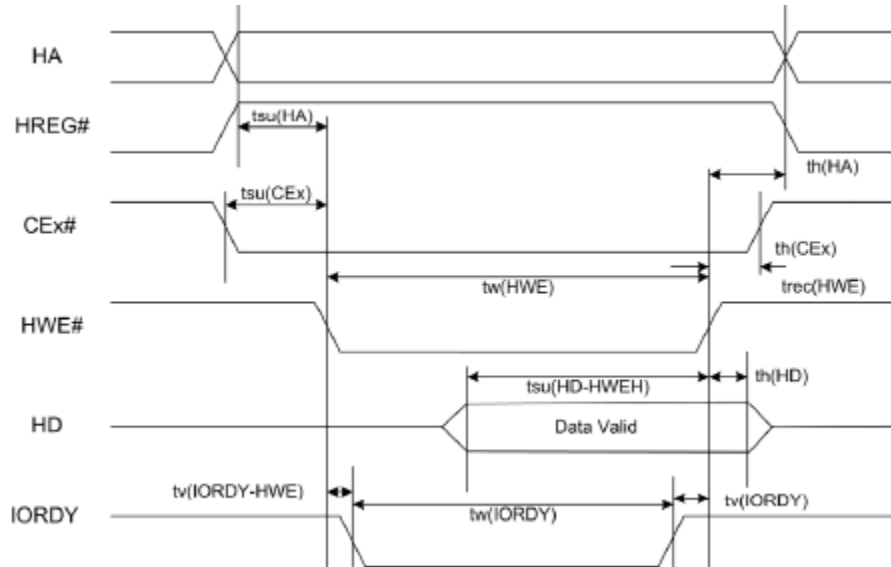 HA
HREG#
tsu(HA)
th(HA)
tsu(CEx)
CEx#
th(CEx)
tw(HWE)
trec(HWE)
HWE#
tsu(HD-HWEH)
th(HD)
HD
Data Valid
tv(IORDY-HWE)
tw(IORDY)
tv(IORDY)
IORDY